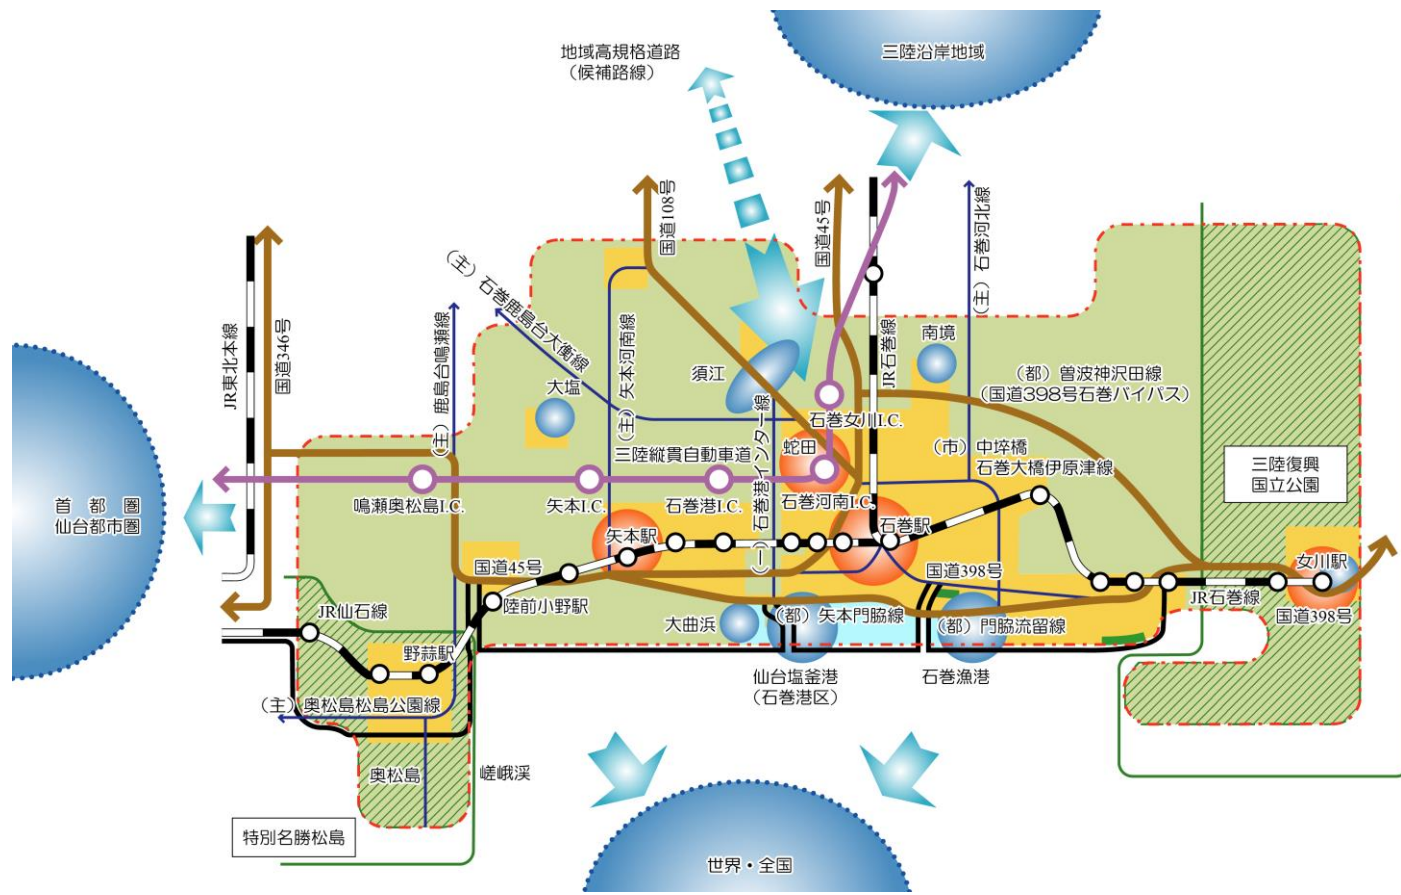 地域高規格道路
（候補路線）
三陸沿岸地域
国道108号
国道45号
（主）石巻河北線
（主）石巻鹿島台大衡線
JR東北本線
国道346号
（主）鹿島台鳴瀬線
（主）矢本河南線
JR石巻線
南境
須江
大塩
（都）曽波神沢田線
（国道398号石巻バイパス）
石巻女川I.C.
蛇田
（市）中埣橋
石巻大橋伊原津線
三陸縦貫自動車道
（一）石巻港インター線
三陸復興
国立公園
首都圏
仙台都市圏
鳴瀬奥松島I.C.
矢本I.C.
石巻港I.C.
石巻河南I.C.
矢本駅
石巻駅
国道45号
国道398号
女川駅
陸前小野駅
JR仙石線
JR石巻線
国道398号
大曲浜
（都）矢本門脇線
（都）門脇流留線
野蒜駅
仙台塩釜港
（石巻港区）
石巻漁港
（主）奥松島松島公園線
奥松島
嵯峨渓
特別名勝松島
世界・全国